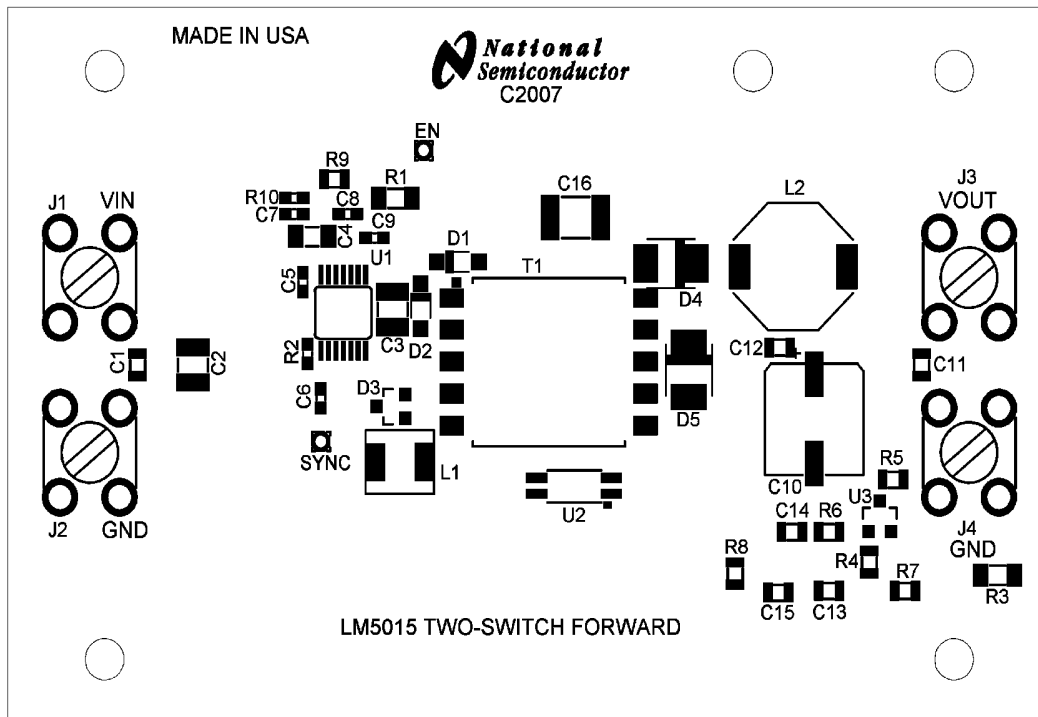 MADE IN USA
National
Semiconductor
C2007
EN
R9
R1
R10
C8
C7
C9
C4
U1
D1
T1
C16
L2
J3
VOUT
J1
VIN
C5
C3
D2
D4
R2
C12
C1
C2
C11
D3
C6
D5
SYNC
L1
U2
C10
R5
U3
J2
GND
C14
R6
J4
GND
R8
R4
R7
R3
C15
C13
LM5015 TWO-SWITCH FORWARD